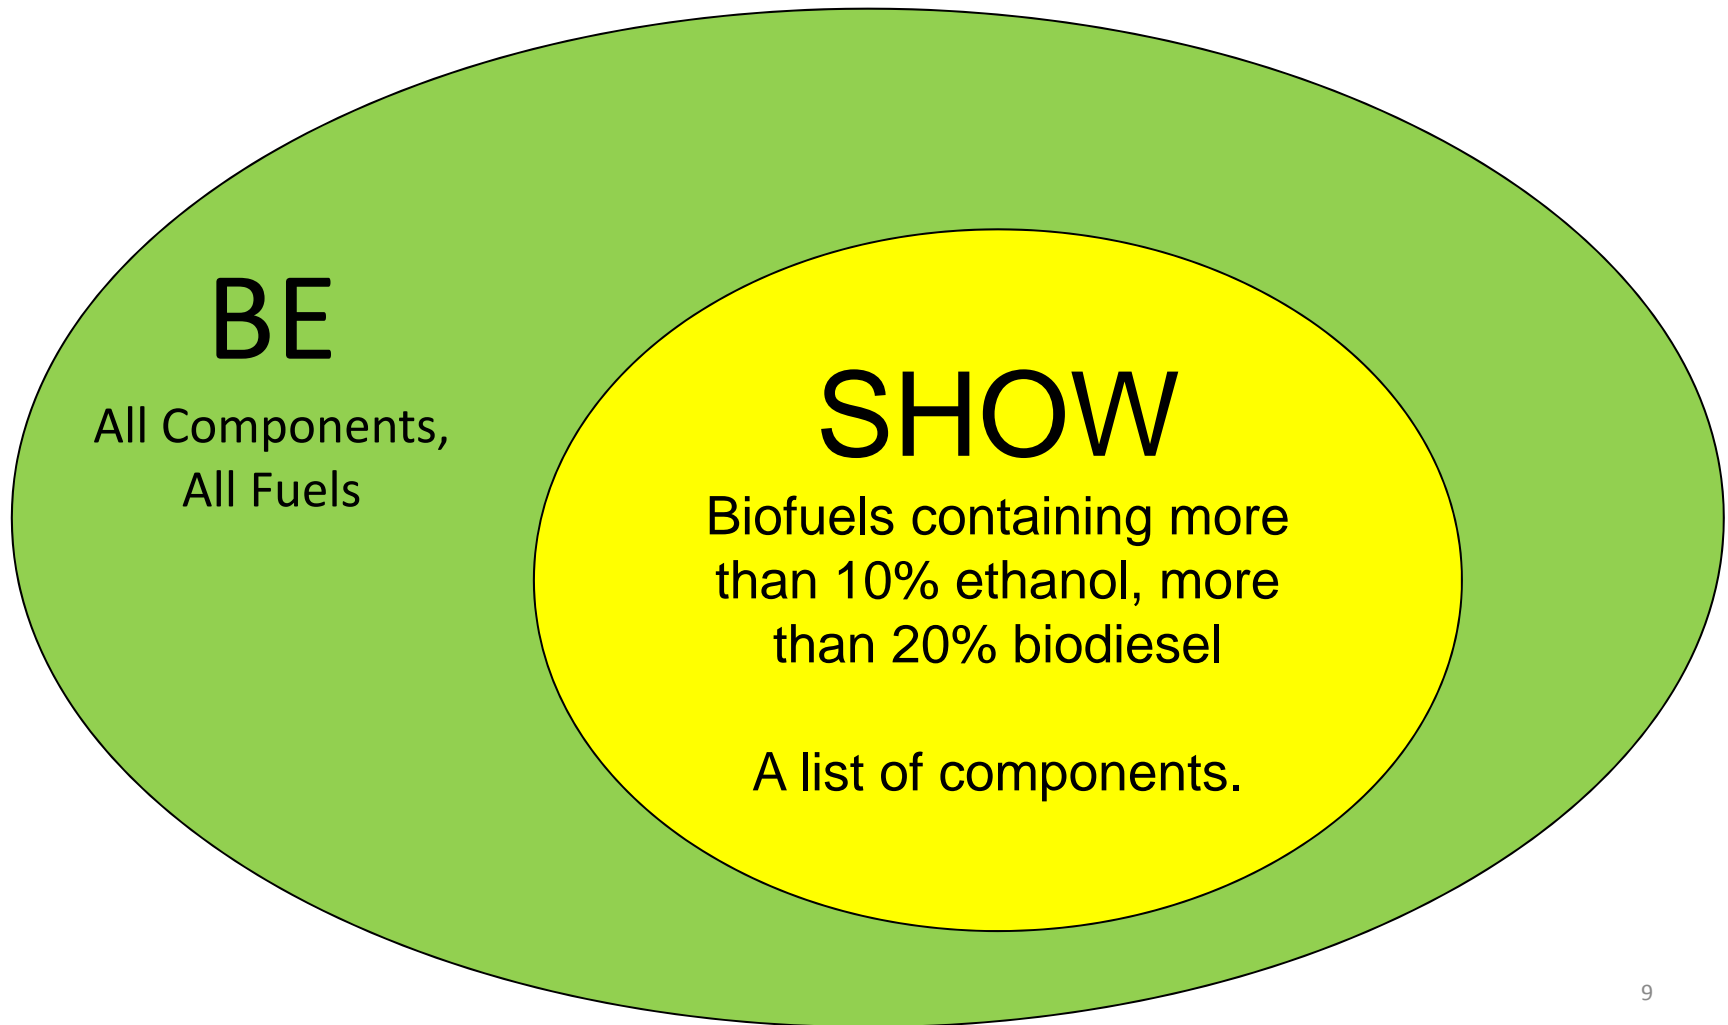 BE
All Components,
All Fuels
SHOW
Biofuels containing more
than 10% ethanol, more
than 20% biodiesel
A list of components.
9